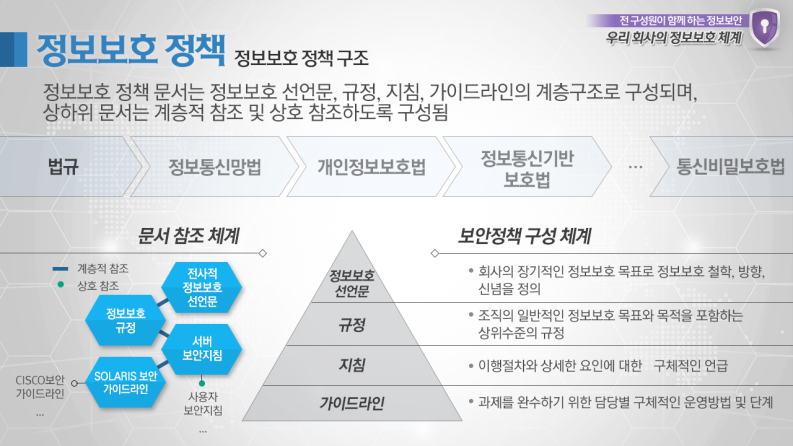 전 구성원이 함께 하는 정보보안
우리 회사의 정보보호 체계
정보보호 정책 정보보호 정책 구조
정보보호 정책 문서는 정보보호 선언문, 규정, 지침, 가이드라인의 계층구조로 구성되며,
상하위 문서는 계층적 참조 및 상호 참조하도록 구성됨
법규
정보통신망법
개인정보보호법
정보통신기반
보호법
...
통신비밀보호법
문서 참조 체계
계층적 참조
상호 참조
전사적
정보보호
선언문
정보보호
규정
서버
보안지침
SOLARIS 보안
가이드라인
CISCO보안
가이드라인
...
사용자
보안지침
...
보안정책 구성 체계
정보보호
선언문
• 회사의 장기적인 정보보호 목표로 정보보호 철학, 방향,
신념을 정의
규정
• 조직의 일반적인 정보보호 목표와 목적을 포함하는
상위수준의 규정
지침
• 이행절차와 상세한 요인에 대한 구체적인 언급
가이드라인
• 과제를 완수하기 위한 담당별 구체적인 운영방법 및 단계